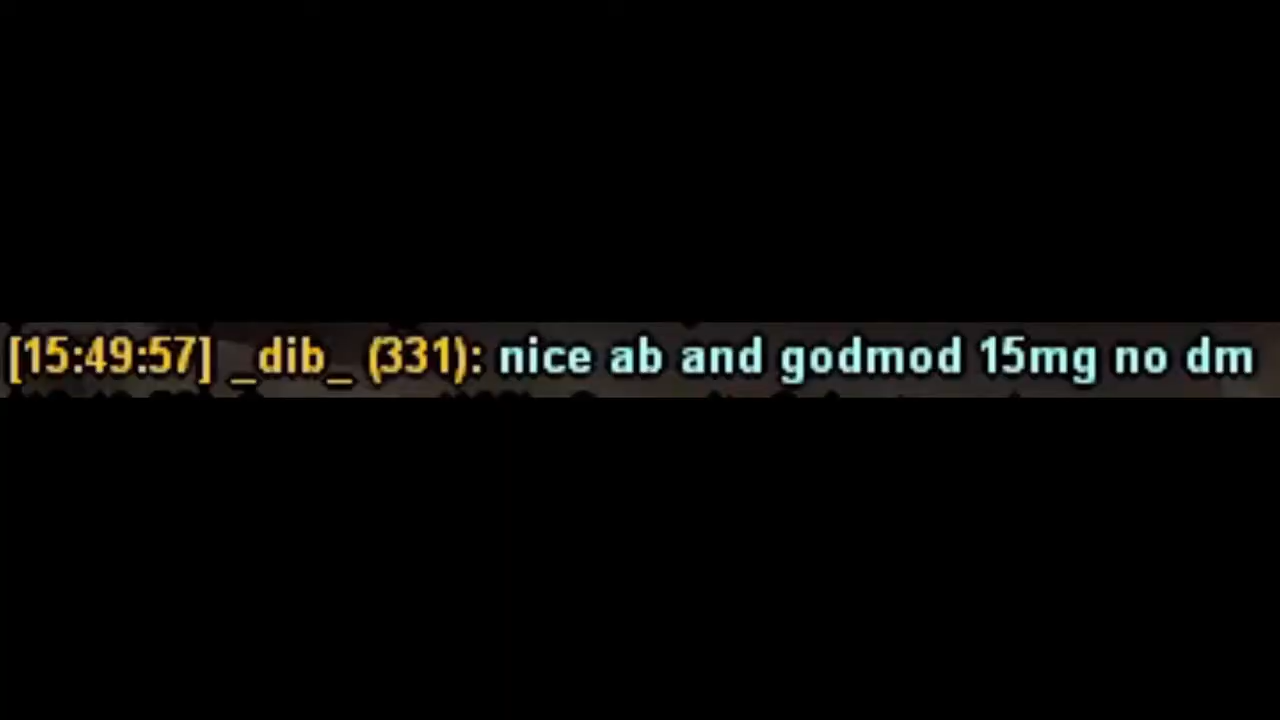 [15:49:57] _dib_ (331): nice ab and godmod 15mg no dm